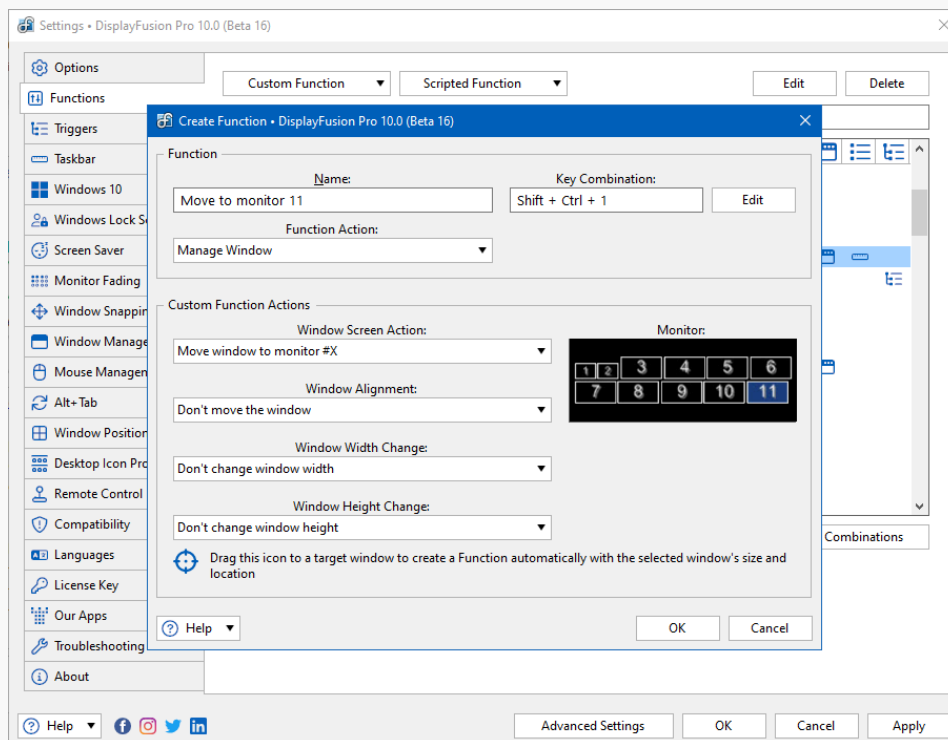 Settings • DisplayFusion Pro 10.0 (Beta 16)
Options
Functions
Triggers
Taskbar
Windows 10
Windows Lock
Screen Saver
Monitor Fading
Window Snappin
Window Manage
Mouse Managen
Alt+Tab
Window Position
Desktop Icon Pro
Remote Control
Compatibility
Languages
License Key
Our Apps
Troubleshooting
About
Custom Function
Scripted Function
Edit
Delete
Create Function • DisplayFusion Pro 10.0 (Beta 16)
Function
Name:
Key Combination:
Move to monitor 11
Shift + Ctrl + 1
Edit
Function Action:
Manage Window
Custom Function Actions
Window Screen Action:
Monitor:
Move window to monitor #X
1 2 3 4 5 6
7 8 9 10 11
Window Alignment:
Don't move the window
Window Width Change:
Don't change window width
Window Height Change:
Don't change window height
Drag this icon to a target window to create a Function automatically with the selected window's size and
location
Help
OK
Cancel
Combinations
Help
Advanced Settings
OK
Cancel
Apply